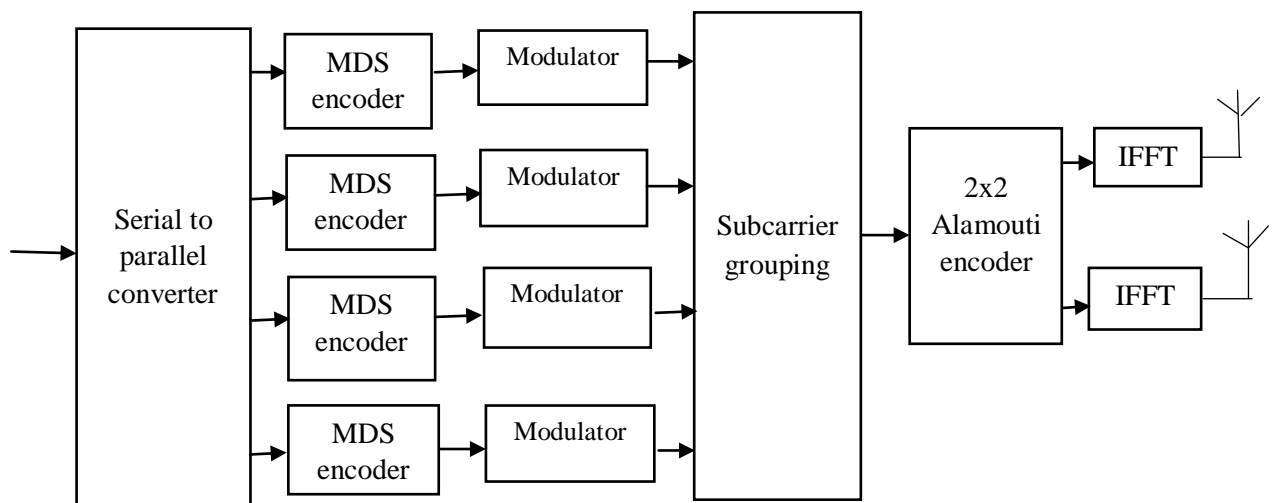 Serial to
parallel
converter
MDS
encoder
Modulator
MDS
encoder
Modulator
MDS
encoder
Modulator
MDS
encoder
Modulator
Subcarrier
grouping
2x2
Alamouti
encoder
IFFT
IFFT